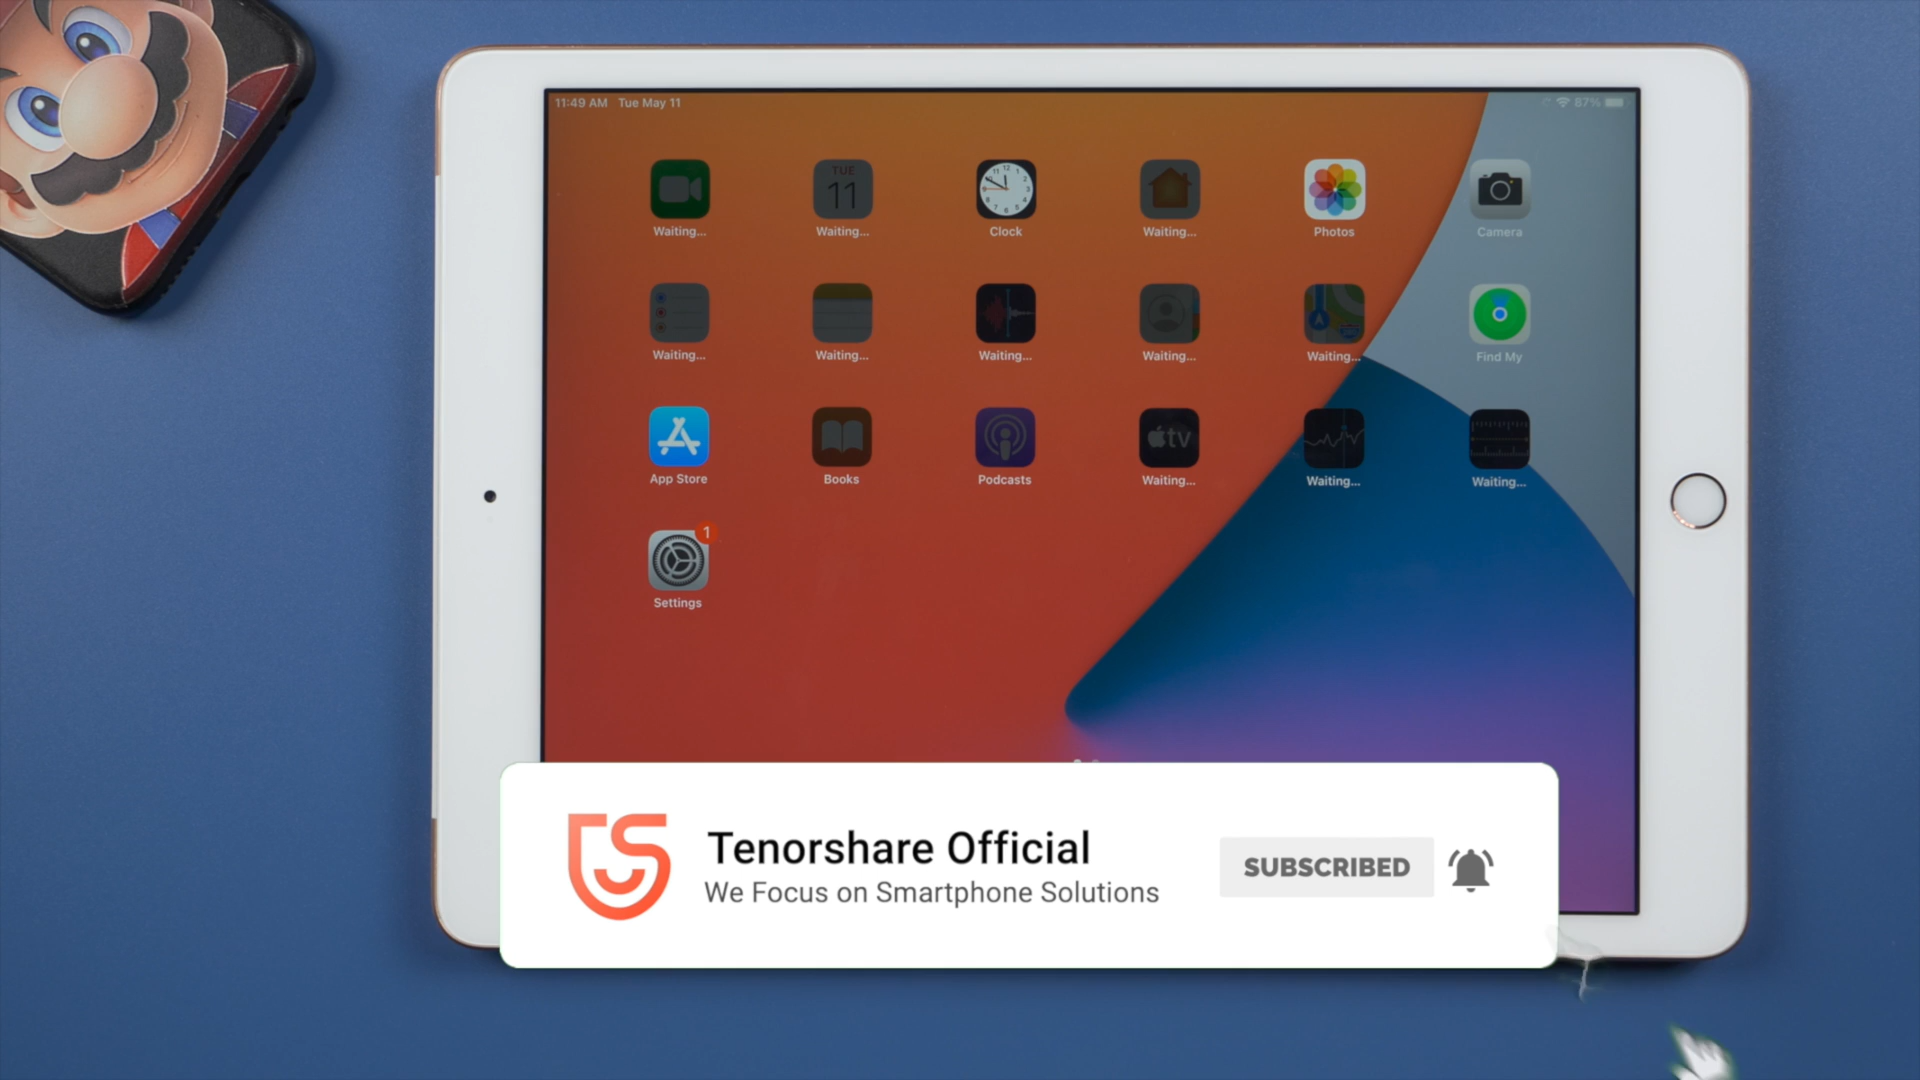 11:49 AM Tue May 11
87%
TUE
11
Waiting...
Waiting...
Clock
Waiting...
Photos
Camera
Waiting...
Waiting...
Waiting...
Waiting...
Waiting...
Find My
tv
App Store
Books
Podcasts
Waiting...
Waiting...
Waiting...
1
Settings
Tenorshare Official
We Focus on Smartphone Solutions
SUBSCRIBED